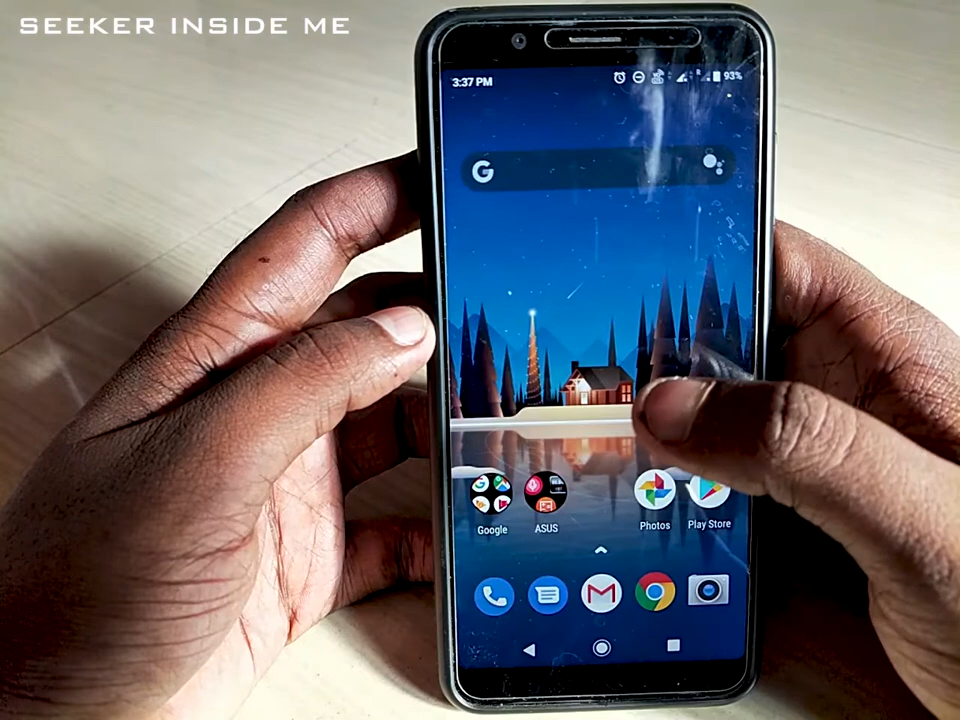 SEEKER INSIDE ME
3:37 PM
93%
G
Google
ASUS
Photos
Play Store